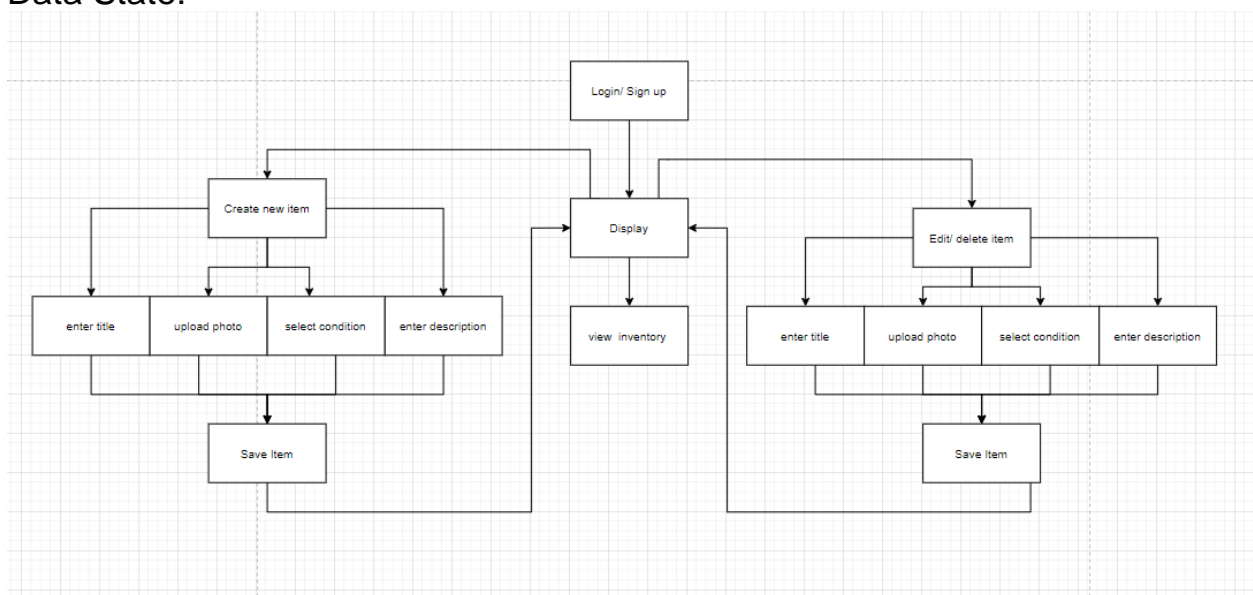 Data State:
Login/ Sign up
Create new item
Display
Edit/ delete item
enter title
upload photo
select condition
enter description
view  inventory
enter title
upload photo
select condition
enter description
Save Item
Save Item